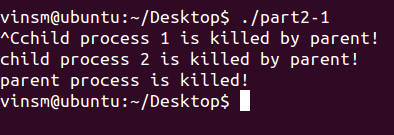 vinsm@ubuntu:~/Desktop$ ./part2-1
^Cchild process 1 is killed by parent!
child process 2 is killed by parent!
parent process is killed!
vinsm@ubuntu:~/Desktop$